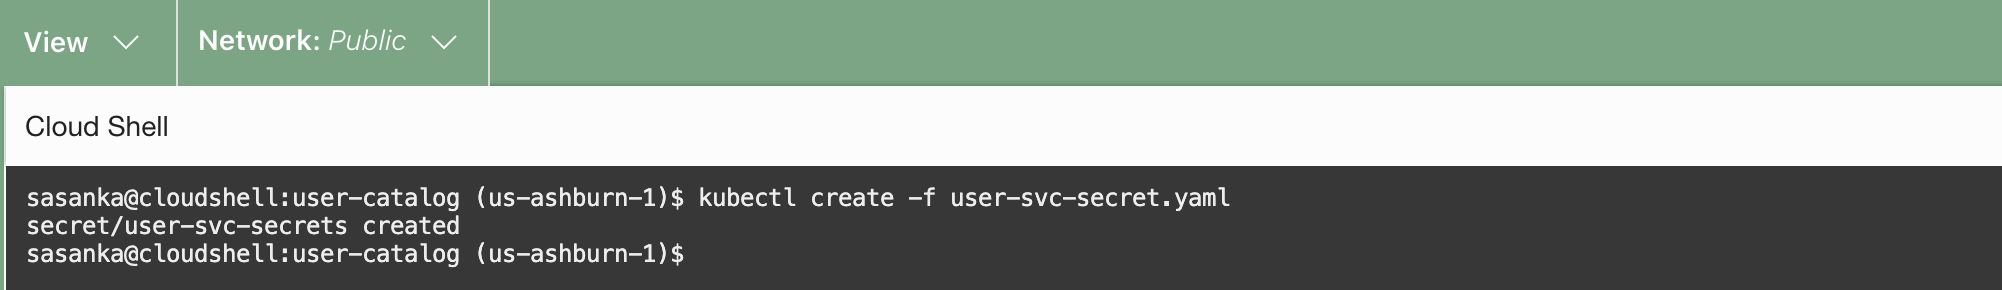 View
Network: Public
Cloud Shell
sasanka@cloudshell:user-catalog (us-ashburn-1)$ kubectl create -f user-svc-secret.yaml
secret/user-svc-secrets created
sasanka@cloudshell:user-catalog (us-ashburn-1)$